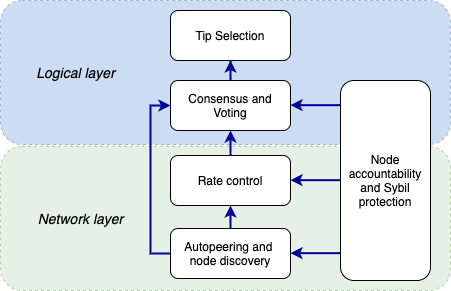 Tip Selection
Logical layer
Consensus and
Voting
Node
accountability
and Sybil
protection
Rate control
Network layer
Autopeering and
node discovery